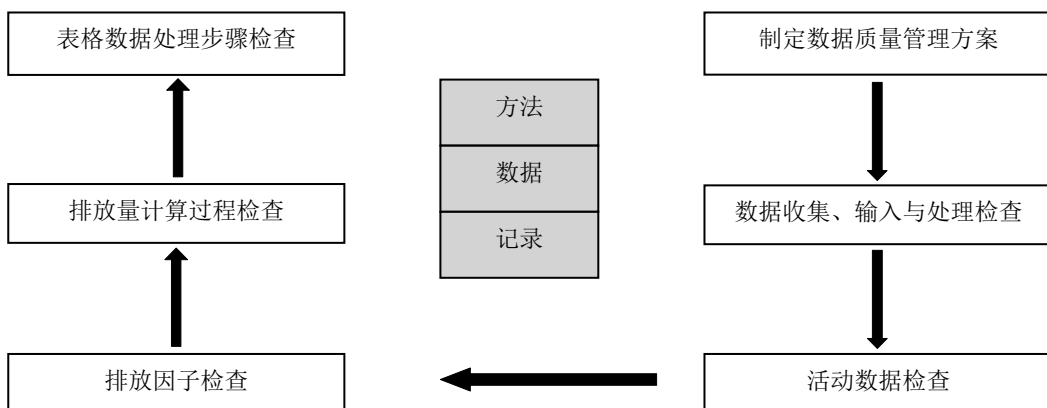 表格数据处理步骤检查
制定数据质量管理方案
方法
数据
排放量计算过程检查
数据收集、输入与处理检查
记录
排放因子检查
活动数据检查